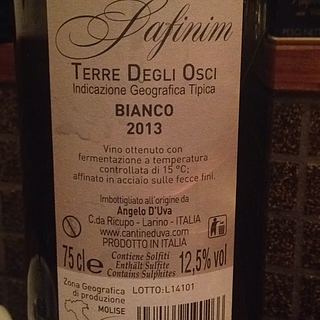 Safinim
TERRE DEGLI OSCI
Indicazione Geografica Tipica
BIANCO
2013
Vino ottenuto con
fermentazione a temperatura
controllata di 15 °C;
affinato in acciaio sulle fecce fini.
Imbottigliato all'origine da
Angelo D'Uva
C.da Ricupo - Larino - ITALIA
www.cantineduva.com
PRODOTTO IN ITALIA
75 cl e
Contiene Solfiti
Enthält Sulfite
Contains Sulphites
12,5% vol
Zona Geografica
di produzione
MOLISE
LOTTO: L14101